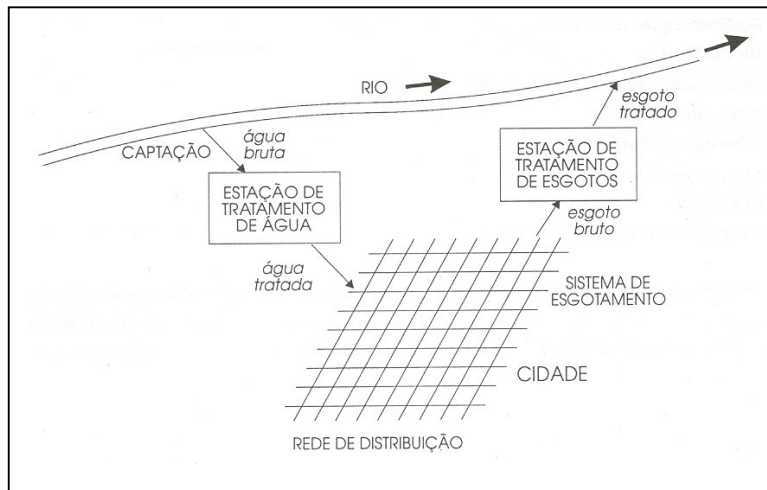 RIO
CAPTAÇÃO
água
bruta
ESTAÇÃO DE
TRATAMENTO
DE ÁGUA
água
tratada
REDE DE DISTRIBUIÇÃO
CIDADE
SISTEMA DE
ESGOTAMENTO
esgoto
bruto
ESTAÇÃO DE
TRATAMENTO
DE ESGOTOS
esgoto
tratado